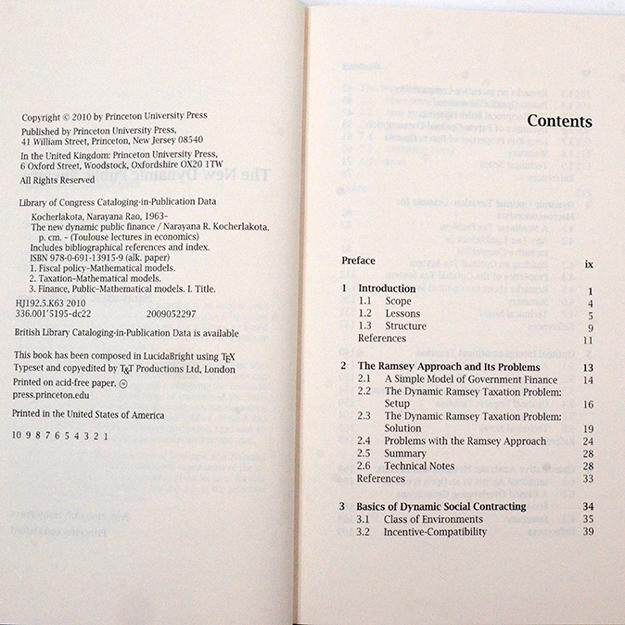 Copyright © 2010 by Princeton University Press
Published by Princeton University Press,
41 William Street, Princeton, New Jersey 08540
In the United Kingdom: Princeton University Press,
6 Oxford Street, Woodstock, Oxfordshire OX20 1TW
All Rights Reserved
Library of Congress Cataloging-in-Publication Data
Kocherlakota, Narayana Rao, 1963–
The new dynamic public finance / Narayana R. Kocherlakota.
p. cm. – (Toulouse lectures in economics)
Includes bibliographical references and index.
ISBN 978-0-691-13915-9 (alk. paper)
1. Fiscal policy–Mathematical models.
2. Taxation–Mathematical models.
3. Finance, Public–Mathematical models. I. Title.
HJ192.5.K63 2010
336.001′5195-dc22 2009052297
British Library Cataloging-in-Publication Data is available
This book has been composed in LucidaBright using TEX
Typeset and copyedited by T&T Productions Ltd, London
Printed on acid-free paper. ♾
press.princeton.edu
Printed in the United States of America
10 9 8 7 6 5 4 3 2 1
Contents
Preface ix
1 Introduction 1
1.1 Scope 4
1.2 Lessons 5
1.3 Structure 9
References 11
2 The Ramsey Approach and Its Problems 13
2.1 A Simple Model of Government Finance 14
2.2 The Dynamic Ramsey Taxation Problem:
Setup 16
2.3 The Dynamic Ramsey Taxation Problem:
Solution 19
2.4 Problems with the Ramsey Approach 24
2.5 Summary 28
2.6 Technical Notes 28
References 33
3 Basics of Dynamic Social Contracting 34
3.1 Class of Environments 35
3.2 Incentive-Compatibility 39